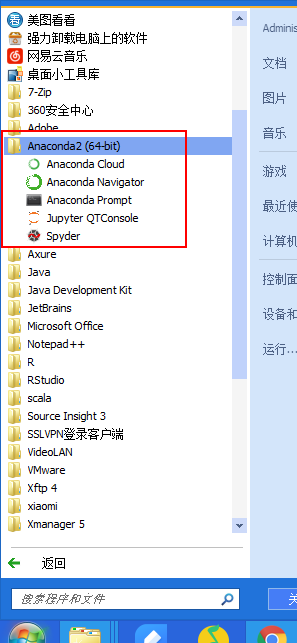 美图看看
强力卸载电脑上的软件
网易云音乐
桌面小工具库
7-Zip
360安全中心
Adobe
Anaconda2 (64-bit)
Anaconda Cloud
Anaconda Navigator
Anaconda Prompt
Jupyter QTConsole
Spyder
Axure
Java
Java Development Kit
JetBrains
Microsoft Office
Notepad++
R
RStudio
scala
Source Insight 3
SSLVPN登录客户端
VideoLAN
VMware
Xftp 4
xiaomi
Xmanager 5
返回
搜索程序和文件
Adminis
文档
图片
音乐
游戏
最近使
计算机
控制面
设备和
运行...
关